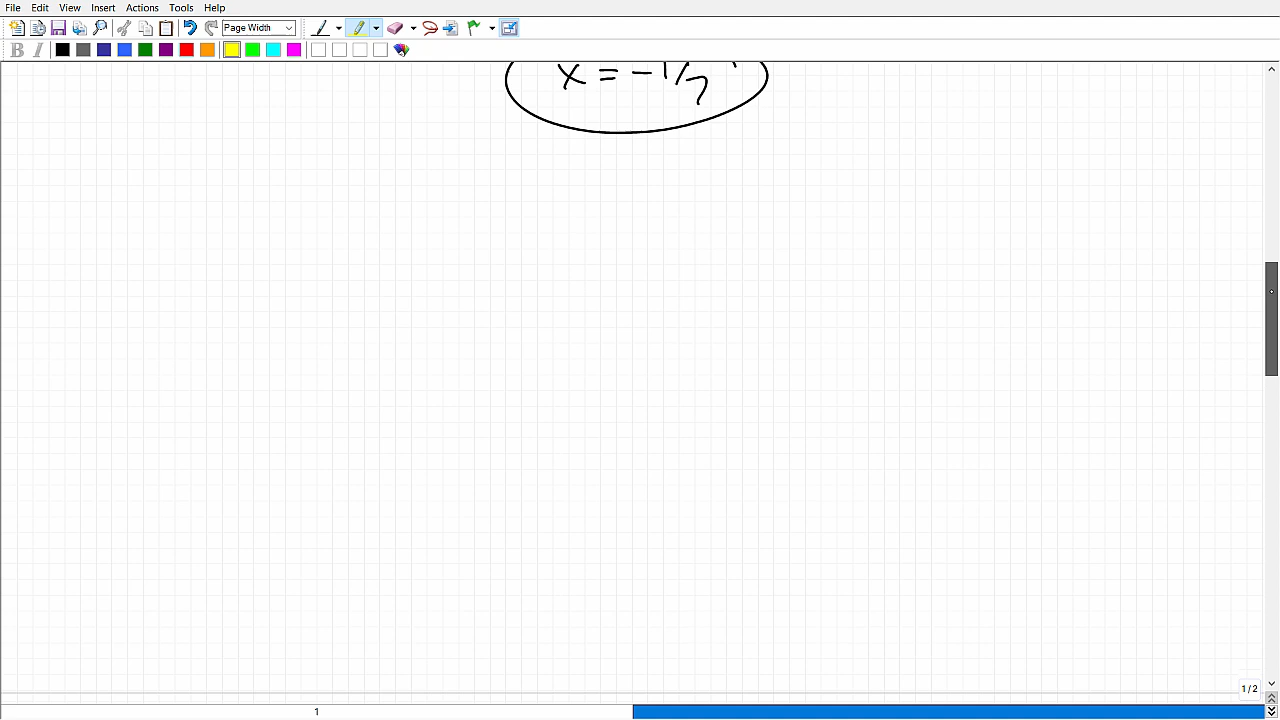 File Edit View Insert Actions Tools Help
Page Width
B I
x = -1/7
1/2
1